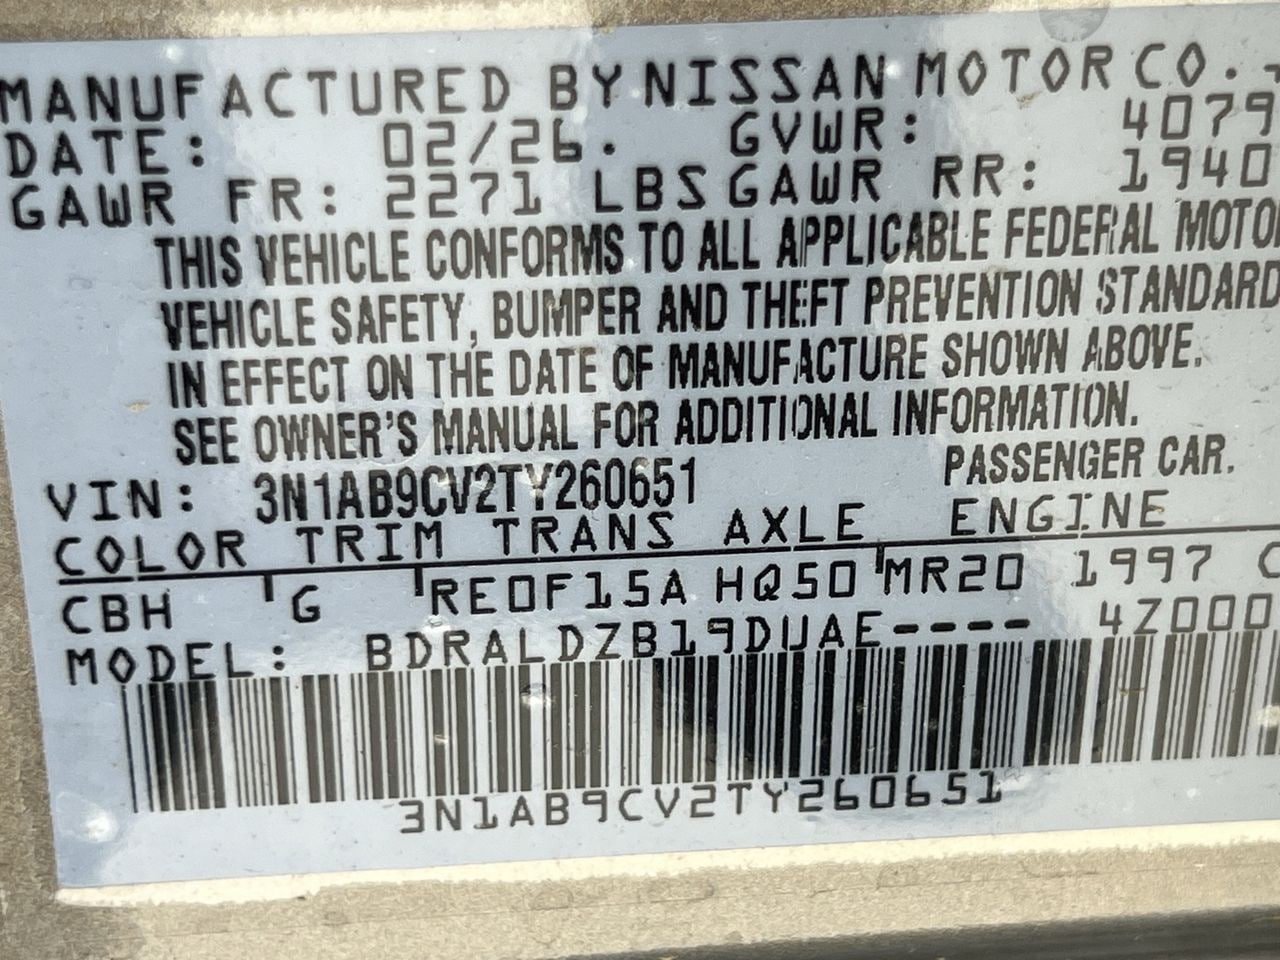 MANUFACTURED BY NISSAN MOTOR CO.,
DATE: 02/26. GVWR: 4079
GAWR FR: 2271 LBS GAWR RR: 1940
THIS VEHICLE CONFORMS TO ALL APPLICABLE FEDERAL MOTO
VEHICLE SAFETY, BUMPER AND THEFT PREVENTION STANDARD
IN EFFECT ON THE DATE OF MANUFACTURE SHOWN ABOVE.
SEE OWNER'S MANUAL FOR ADDITIONAL INFORMATION.
PASSENGER CAR.
VIN: 3N1AB9CV2TY260651
COLOR TRIM TRANS AXLE ENGINE
CBH G RE0F15A HQ50 MR20 1997 C
MODEL: BDRALDZB19DUAE---- 4Z000
3N1AB9CV2TY260651